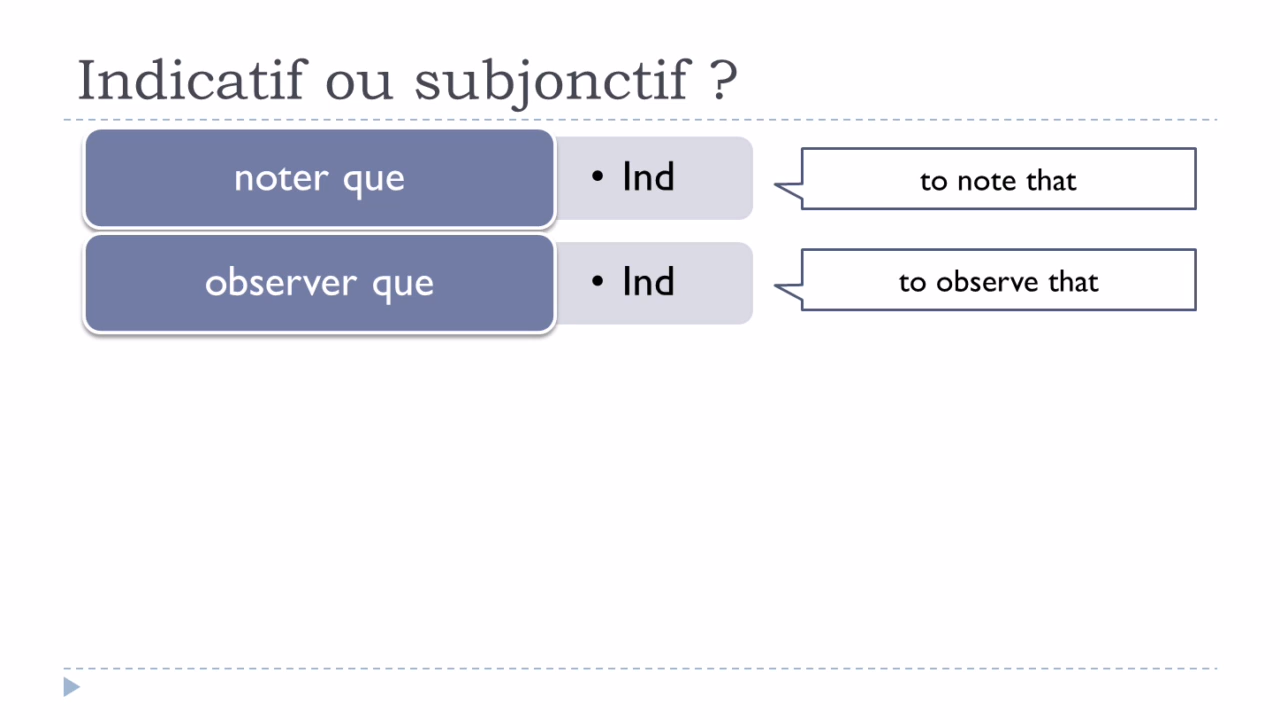 Indicatif ou subjonctif ?
noter que
• Ind
to note that
observer que
• Ind
to observe that